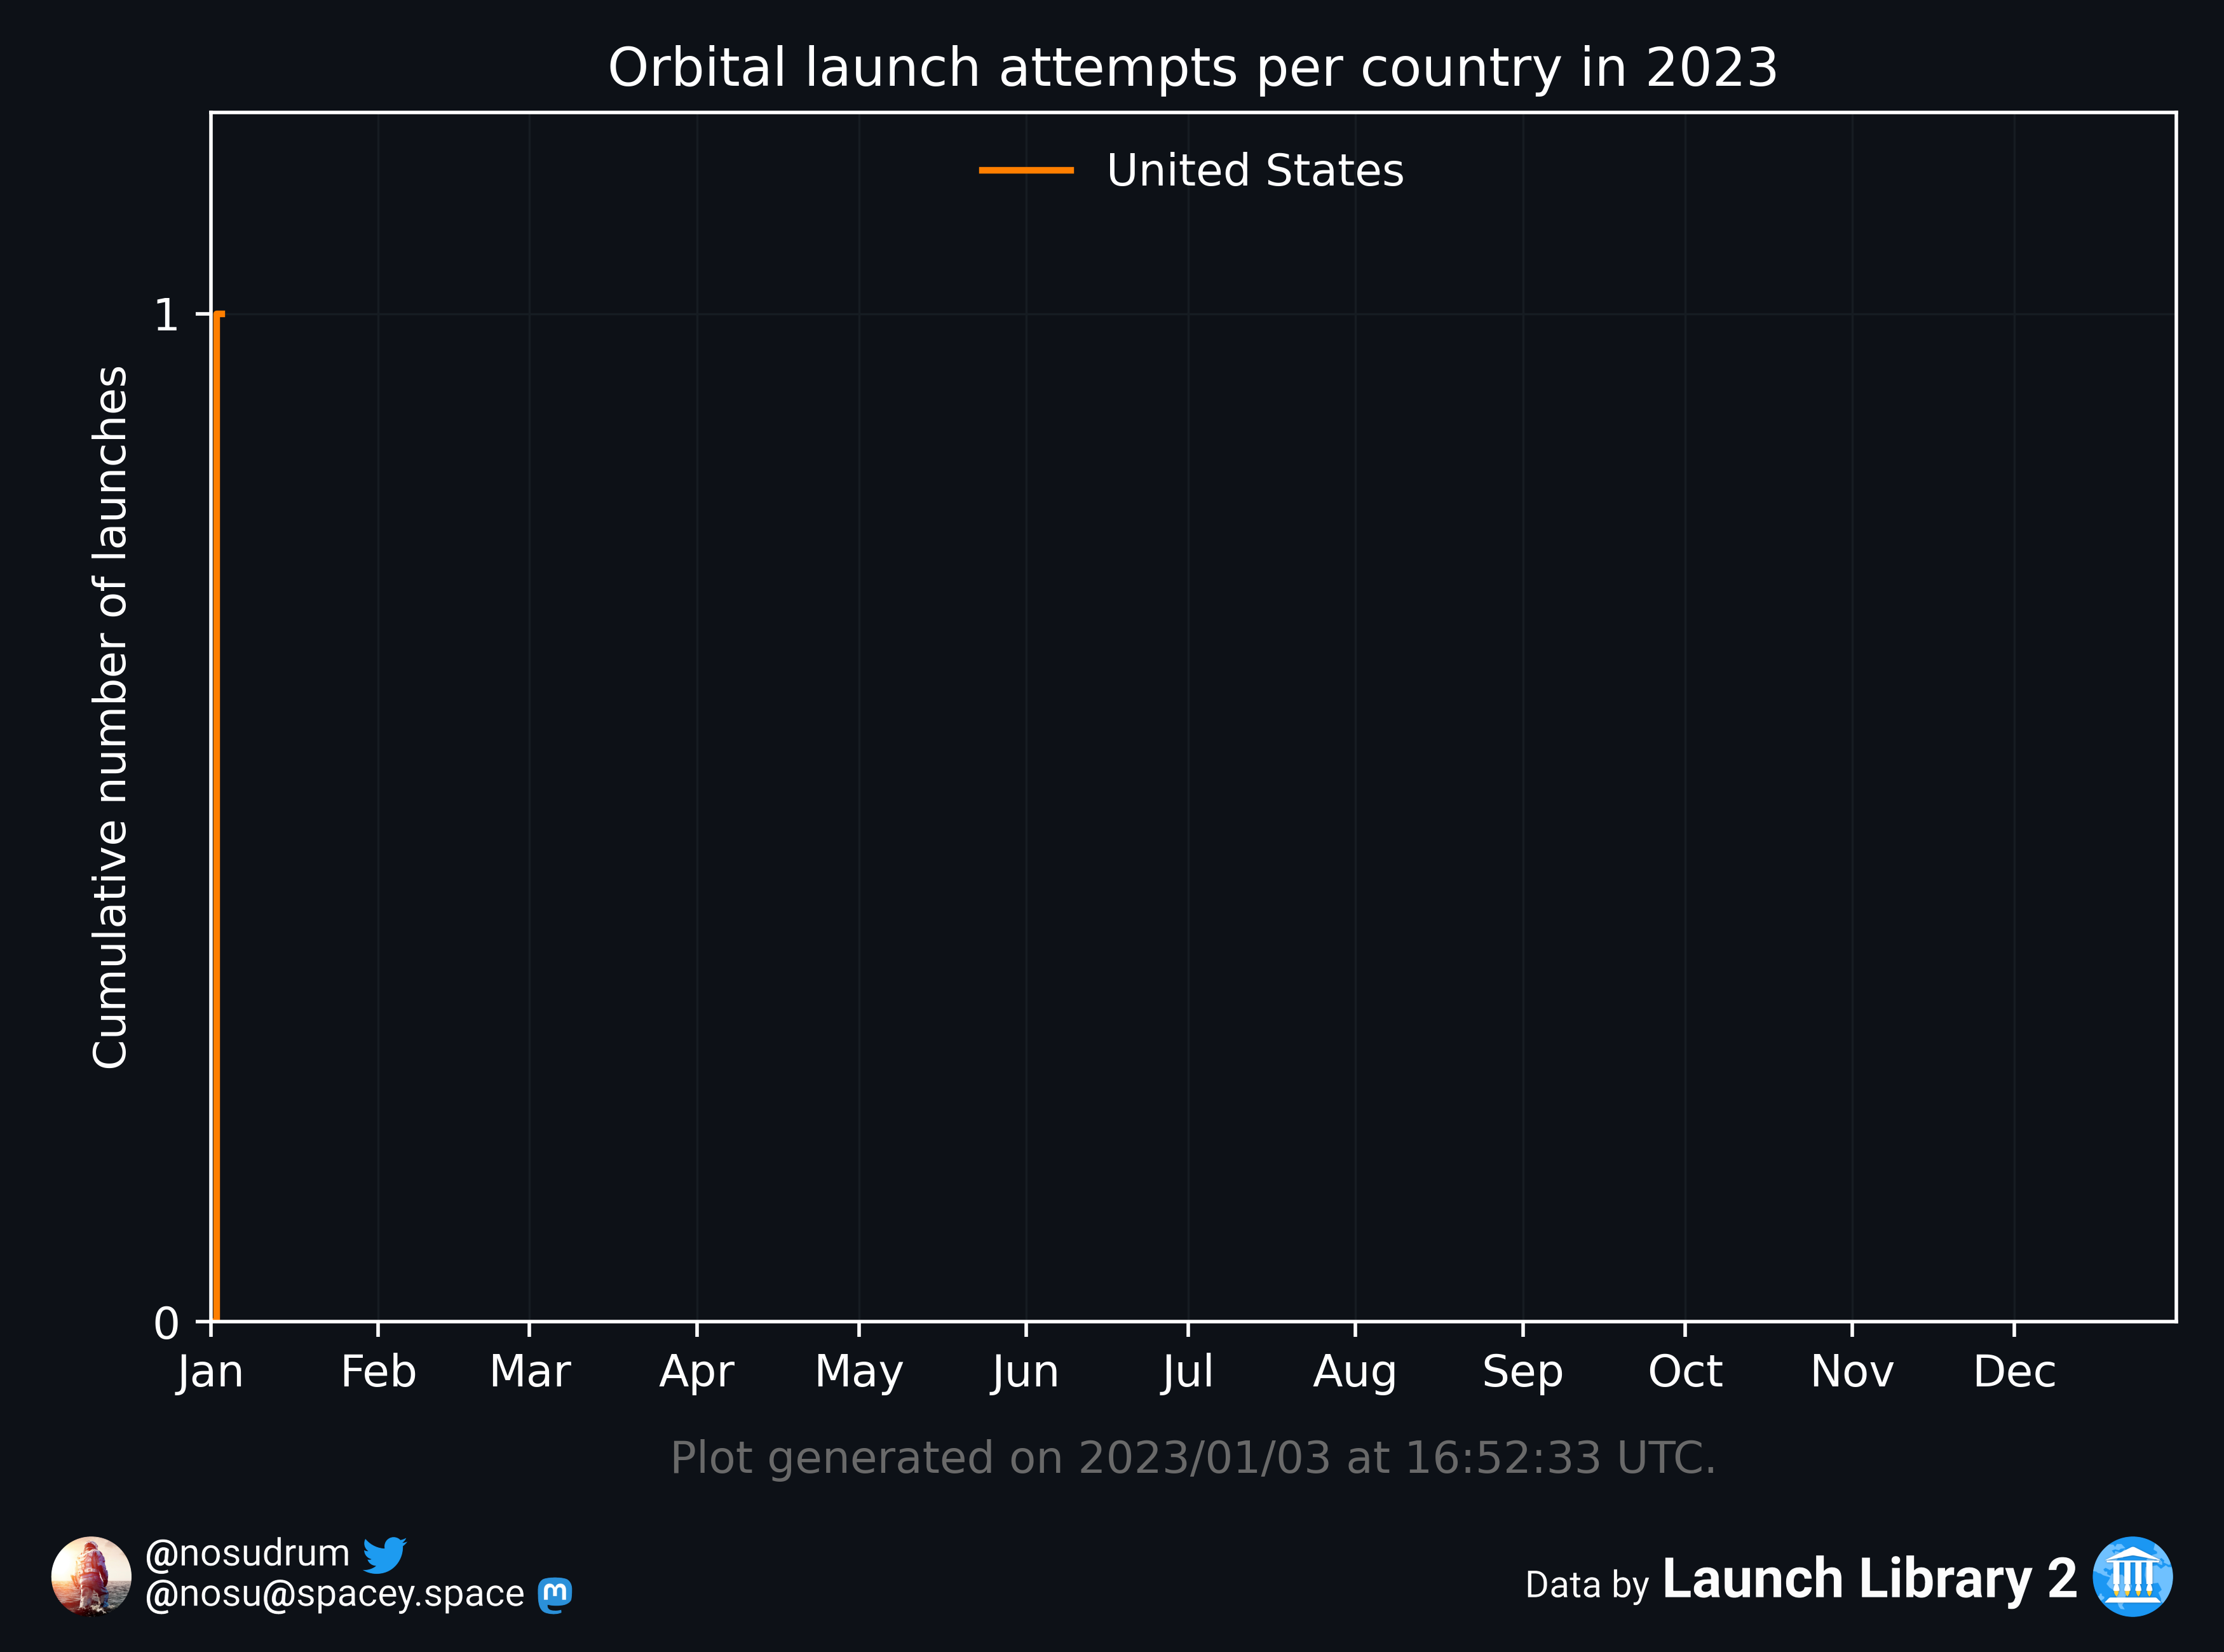 Orbital launch attempts per country in 2023
United States
1
Cumulative number of launches
0
Jan Feb Mar Apr May Jun Jul Aug Sep Oct Nov Dec
Plot generated on 2023/01/03 at 16:52:33 UTC.
@nosudrum
@nosu@spacey.space
Data by Launch Library 2